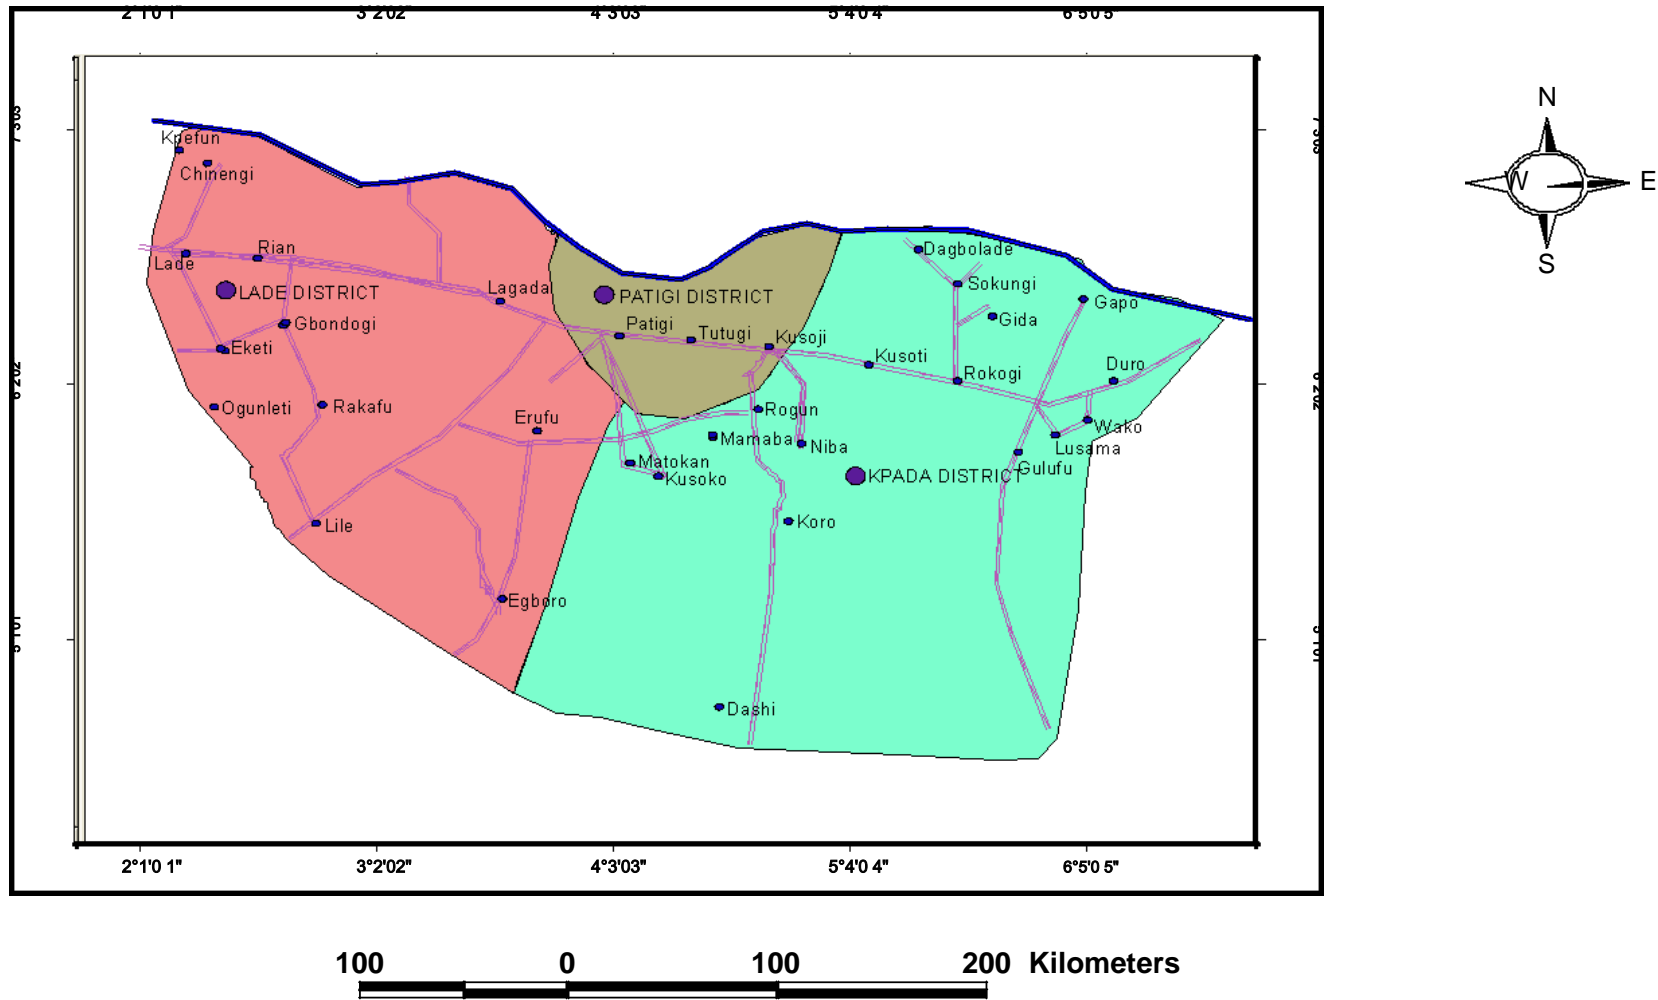 N
W E
S
Kpefun
Chinengi
Lade
Rian
LADE DISTRICT
Lagada
Gbondogi
Eketi
Ogunleti
Rakafu
Erufu
Lile
Egboro
PATIGI DISTRICT
Patigi
Tutugi
Kusoji
Dagbolade
Sokungi
Gapo
Gida
Kusoti
Rokogi
Duro
Rogun
Mamaba
Niba
Wako
Lusama
Gulufu
Matokan
Kusoko
KPADA DISTRICT
Koro
Dashi
2°10 1" 3°2'02" 4°3'03" 5°4'0 4" 6°5'0 5"
100 0 100 200 Kilometers